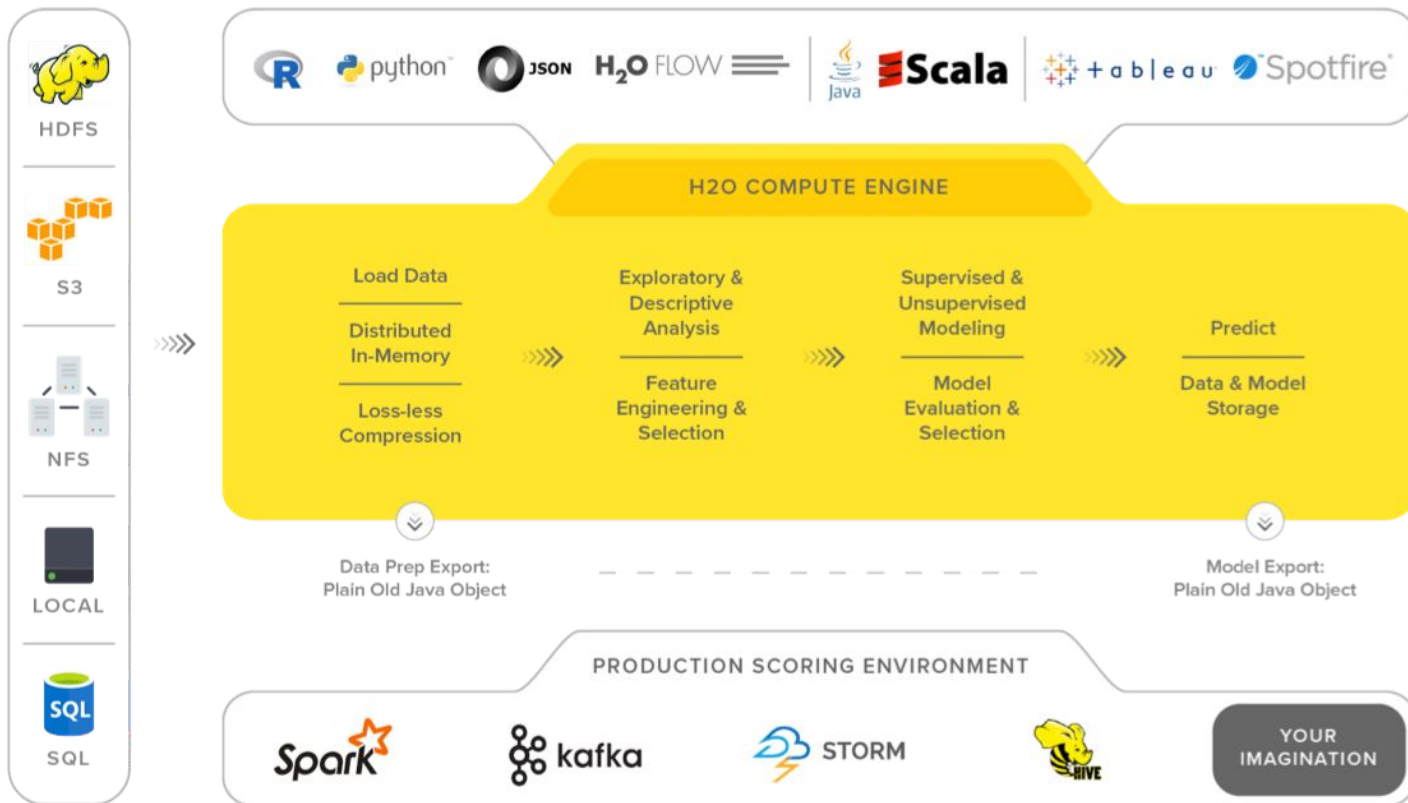 HDFS
S3
NFS
LOCAL
SQL
SQL
R
python
JSON
H2O FLOW
Java
Scala
+ableau
Spotfire
H2O COMPUTE ENGINE
Load Data
Distributed
In-Memory
Loss-less
Compression
Exploratory &
Descriptive
Analysis
Feature
Engineering &
Selection
Supervised &
Unsupervised
Modeling
Model
Evaluation &
Selection
Predict
Data & Model
Storage
Data Prep Export:
Plain Old Java Object
Model Export:
Plain Old Java Object
PRODUCTION SCORING ENVIRONMENT
Spark
kafka
STORM
HIVE
YOUR
IMAGINATION